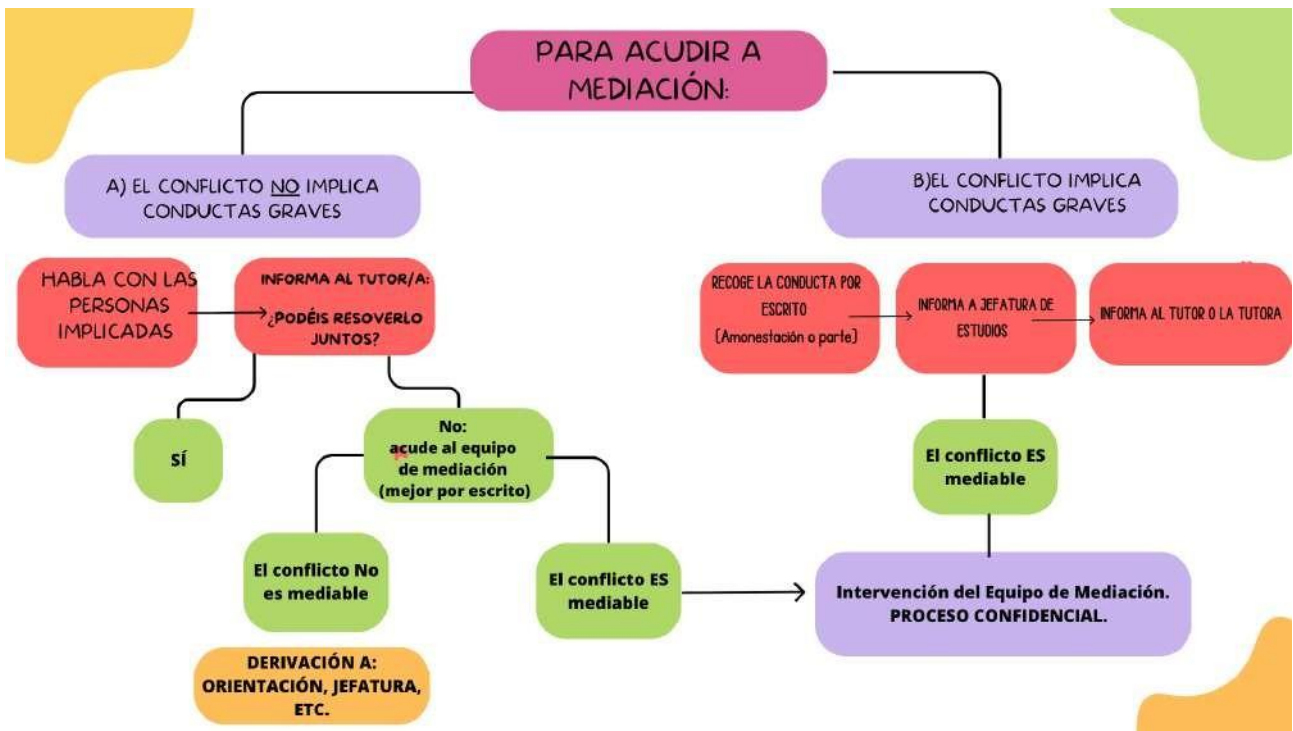 PARA ACUDIR A
MEDIACIÓN:
A) EL CONFLICTO NO IMPLICA
CONDUCTAS GRAVES
B)EL CONFLICTO IMPLICA
CONDUCTAS GRAVES
HABLA CON LAS
PERSONAS
IMPLICADAS
INFORMA AL TUTOR/A:
¿PODÉIS RESOVERLO
JUNTOS?
RECOGE LA CONDUCTA POR
ESCRITO
(Amonestación o parte)
INFORMA A JEFATURA DE
ESTUDIOS
INFORMA AL TUTOR O LA TUTORA
SÍ
No:
acude al equipo
de mediación
(mejor por escrito)
El conflicto ES
mediable
El conflicto No
es mediable
El conflicto ES
mediable
Intervención del Equipo de Mediación.
PROCESO CONFIDENCIAL.
DERIVACIÓN A:
ORIENTACIÓN, JEFATURA,
ETC.